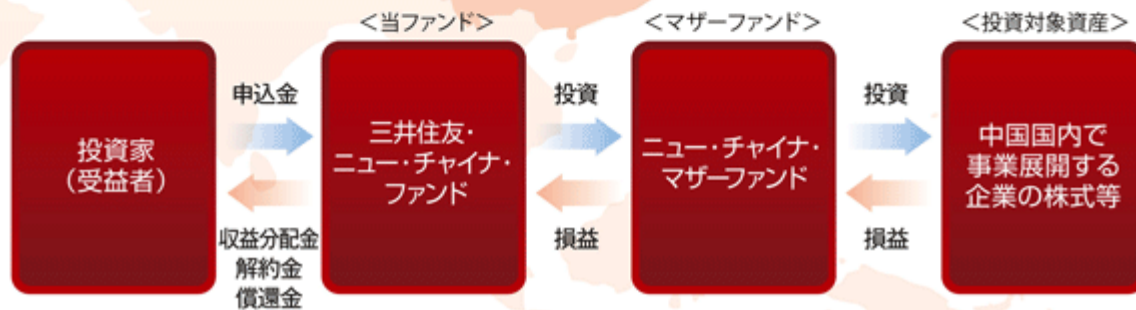 投資家
（受益者）
申込金
収益分配金
解約金
償還金
＜当ファンド＞
三井住友・
ニュー・チャイナ・
ファンド
投資
損益
＜マザーファンド＞
ニュー・チャイナ・
マザーファンド
投資
損益
＜投資対象資産＞
中国国内で
事業展開する
企業の株式等